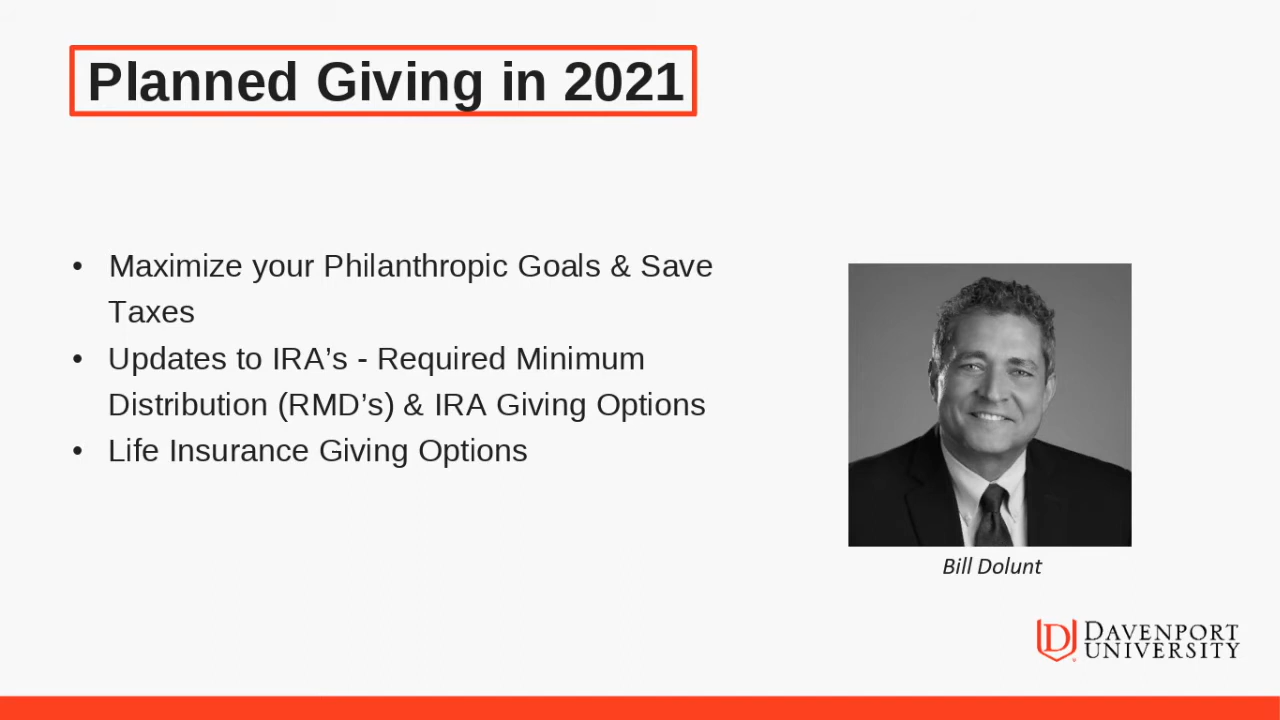 Planned Giving in 2021
• Maximize your Philanthropic Goals & Save
Taxes
• Updates to IRA’s - Required Minimum
Distribution (RMD’s) & IRA Giving Options
• Life Insurance Giving Options
Bill Dolunt
DAVENPORT
UNIVERSITY